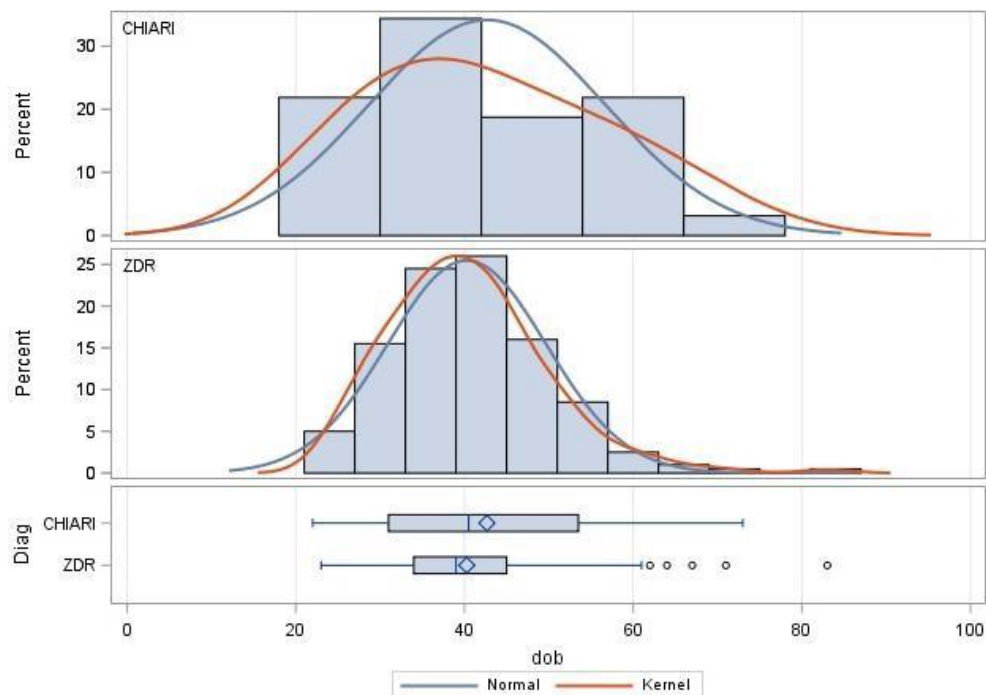 CHIARI
30
20
10
0
Percent
ZDR
25
20
15
10
5
0
Percent
CHIARI
ZDR
Diag
0 20 40 60 80 100
dob
Normal Kernel